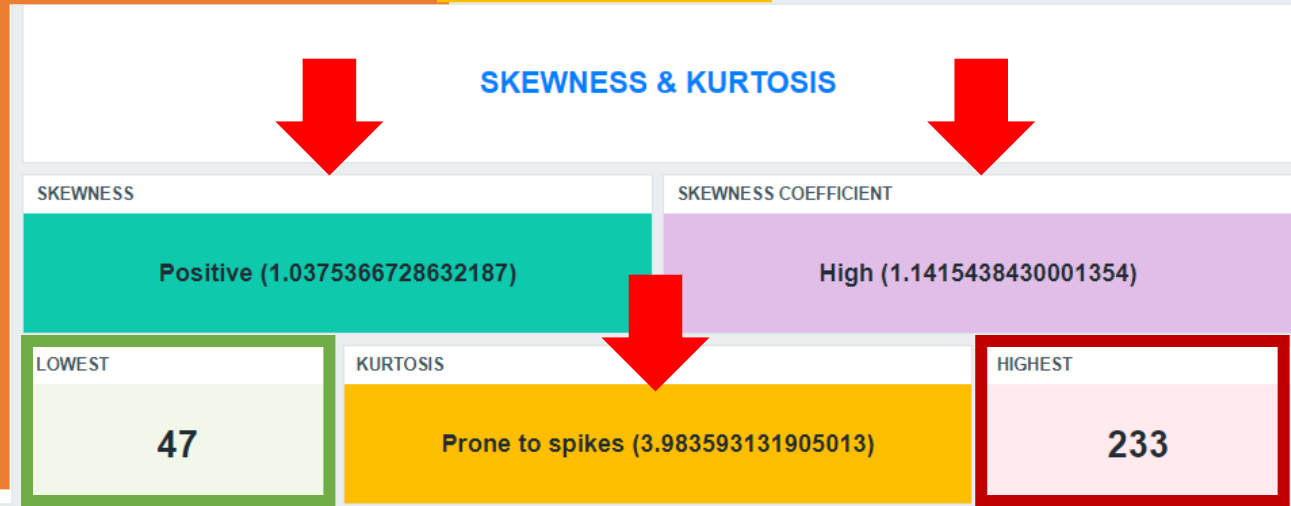 SKEWNESS & KURTOSIS
SKEWNESS
SKEWNESS COEFFICIENT
Positive (1.0375366728632187)
High (1.1415438430001354)
LOWEST
KURTOSIS
HIGHEST
47
Prone to spikes (3.983593131905013)
233